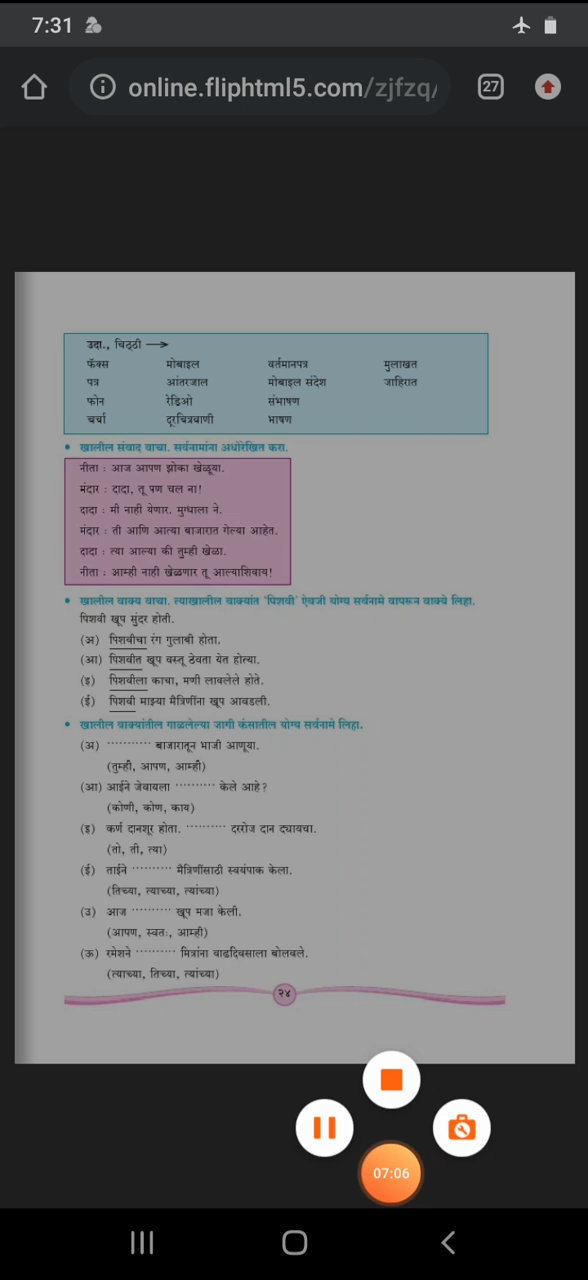 7:31
online.fliphtml5.com/zjfzq/
27
उदा., चिठ्ठी →
फॅक्स मोबाइल वर्तमानपत्र मुलाखत
पत्र आंतरजाल मोबाइल संदेश जाहिरात
फोन रेडिओ संभाषण
चर्चा दूरचित्रवाणी भाषण
• खालील संवाद वाचा. सर्वनामांना अधोरेखित करा.
नीता : आज आपण झोका खेळूया.
मंदार : दादा, तू पण चल ना!
दादा : मी नाही येणार. मुग्धाला ने.
मंदार : ती आणि आत्या बाजारात गेल्या आहेत.
दादा : त्या आल्या की तुम्ही खेळा.
नीता : आम्ही नाही खेळणार तू आल्याशिवाय!
• खालील वाक्य वाचा. त्याखालील वाक्यांत 'पिशवी' ऐवजी योग्य सर्वनामे वापरून वाक्ये लिहा.
पिशवी खूप सुंदर होती.
(अ) पिशवीचा रंग गुलाबी होता.
(आ) पिशवीत खूप वस्तू ठेवता येत होत्या.
(इ) पिशवीला काचा, मणी लावलेले होते.
(ई) पिशवी माझ्या मैत्रिणींना खूप आवडली.
• खालील वाक्यांतील गाळलेल्या जागी कंसातील योग्य सर्वनामे लिहा.
(अ) .......... बाजारातून भाजी आणूया.
(तुम्ही, आपण, आम्ही)
(आ) आईने जेवायला .......... केले आहे?
(कोणी, कोण, काय)
(इ) कर्ण दानशूर होता. .......... दररोज दान द्यायचा.
(तो, ती, त्या)
(ई) ताईने .......... मैत्रिणींसाठी स्वयंपाक केला.
(तिच्या, त्याच्या, त्यांच्या)
(उ) आज .......... खूप मजा केली.
(आपण, स्वतः, आम्ही)
(ऊ) रमेशने .......... मित्रांना वाढदिवसाला बोलवले.
(त्याच्या, तिच्या, त्यांच्या)
२४
07:06